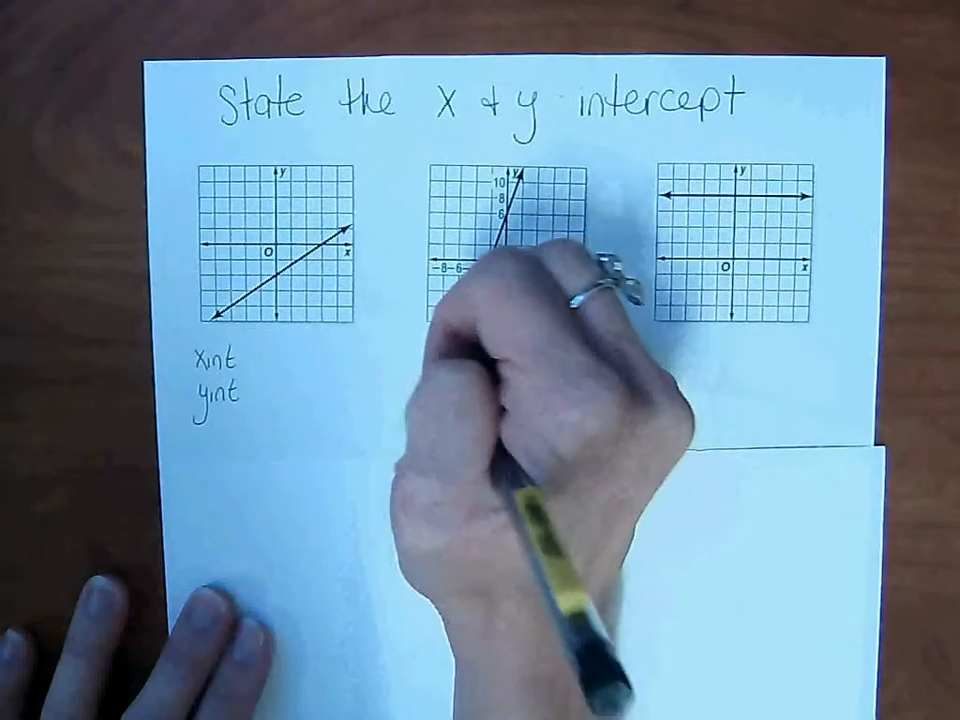 State the x & y intercept
y
O
x
10 y
8
6
-8 -6
y
O
x
xint
yint